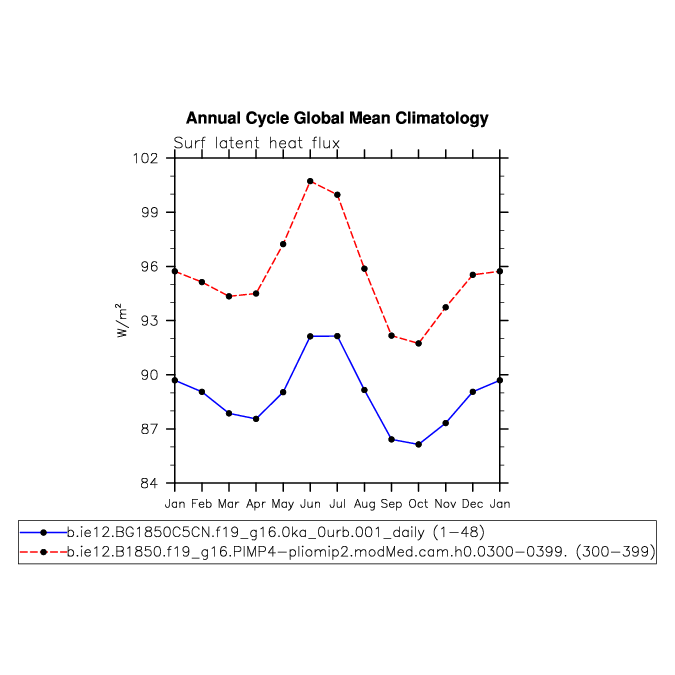 Annual Cycle Global Mean Climatology
Surf latent heat flux
102
99
96
93
90
87
84
W/m²
Jan Feb Mar Apr May Jun Jul Aug Sep Oct Nov Dec Jan
b.ie12.BG1850C5CN.f19_g16.0ka_0urb.001_daily (1-48)
b.ie12.B1850.f19_g16.PlMP4-pliomip2.modMed.cam.h0.0300-0399. (300-399)